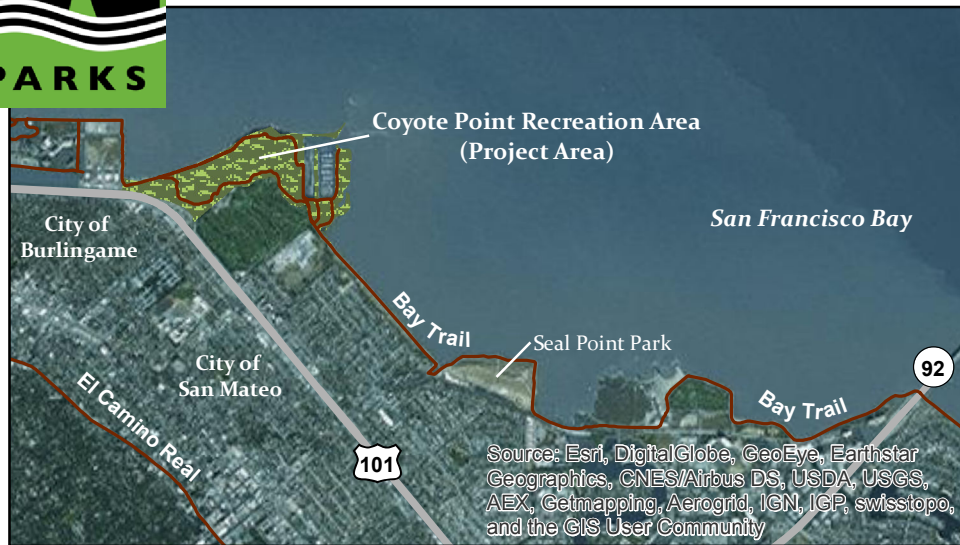 PARKS
Coyote Point Recreation Area
(Project Area)
San Francisco Bay
City of
Burlingame
Bay Trail
Seal Point Park
City of
San Mateo
92
El Camino Real
Bay Trail
101
Source: Esri, DigitalGlobe, GeoEye, Earthstar
Geographics, CNES/Airbus DS, USDA, USGS,
AEX, Getmapping, Aerogrid, IGN, IGP, swisstopo,
and the GIS User Community